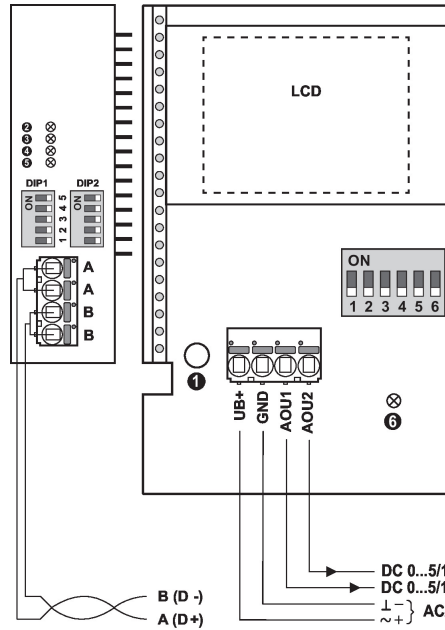 LCD
❷
❸
❹
❺
DIP1 DIP2
ON ON
1 2 3 4 5
A
A
B
B
ON
1 2 3 4 5 6
❶
❻
UB+ GND AOU1 AOU2
DC 0...5/1
DC 0...5/1
⊥ –
~ + } AC
B (D -)
A (D+)